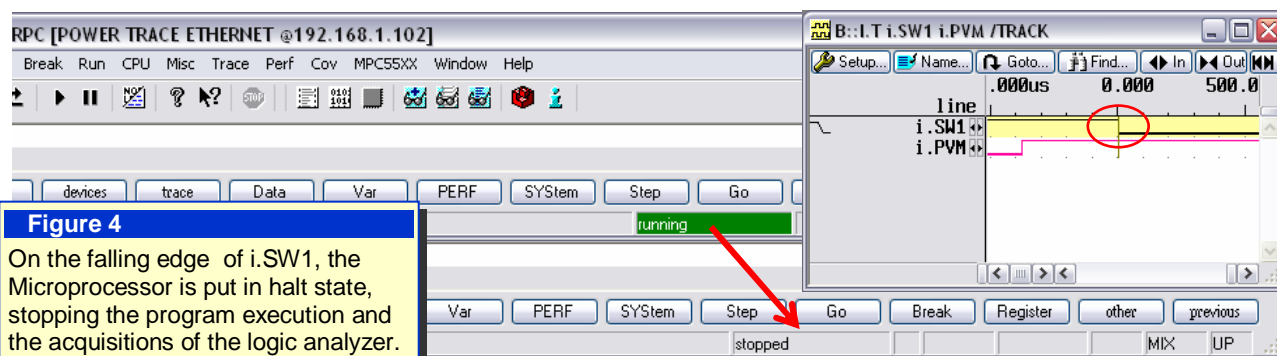 RPC [POWER TRACE ETHERNET @192.168.1.102]
Break Run CPU Misc Trace Perf Cov MPC55XX Window Help
devices trace Data Var PERF SYStem Step Go
running
B::I.T i.SW1 i.PVM /TRACK
Setup... Name... Goto... Find... In Out
.000us 0.000 500.0
line
i.SW1
i.PVM
Figure 4
On the falling edge of i.SW1, the
Microprocessor is put in halt state,
stopping the program execution and
the acquisitions of the logic analyzer.
Var PERF SYStem Step Go Break Register other previous
stopped MIX UP